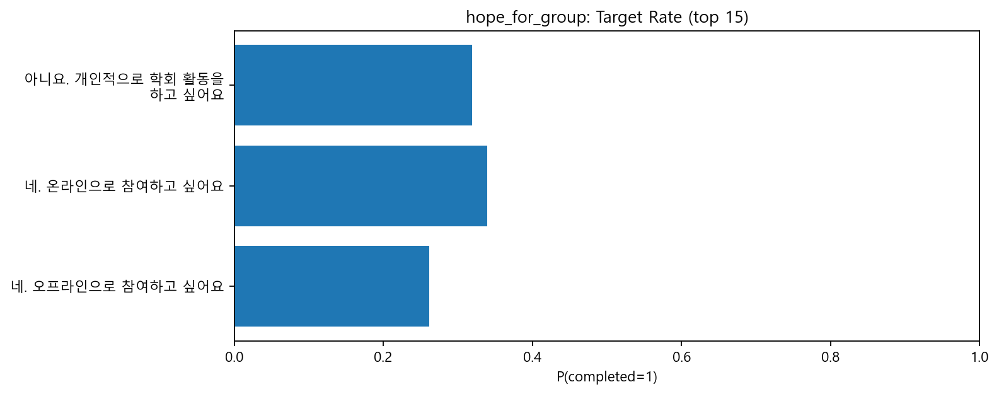 hope_for_group: Target Rate (top 15)
아니요. 개인적으로 학회 활동을
하고 싶어요
네. 온라인으로 참여하고 싶어요
네. 오프라인으로 참여하고 싶어요
0.0 0.2 0.4 0.6 0.8 1.0
P(completed=1)